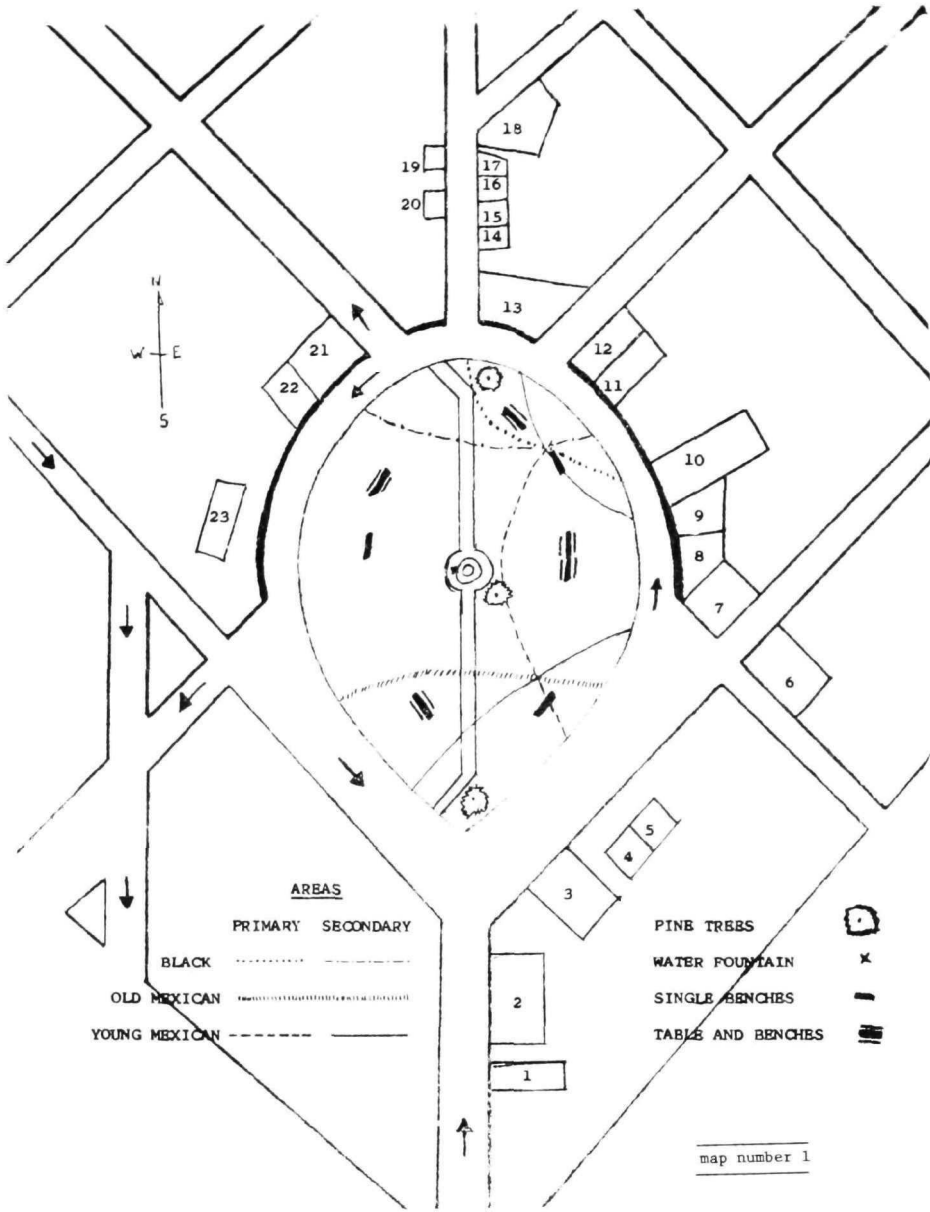 18
19
17
16
20
15
14
N
13
W E
21
12
S
22
11
10
23
9
8
7
6
5
4
AREAS
3
PRIMARY SECONDARY
PINE TREES
BLACK
WATER FOUNTAIN
OLD MEXICAN
2
SINGLE BENCHES
YOUNG MEXICAN
TABLE AND BENCHES
1
map number 1